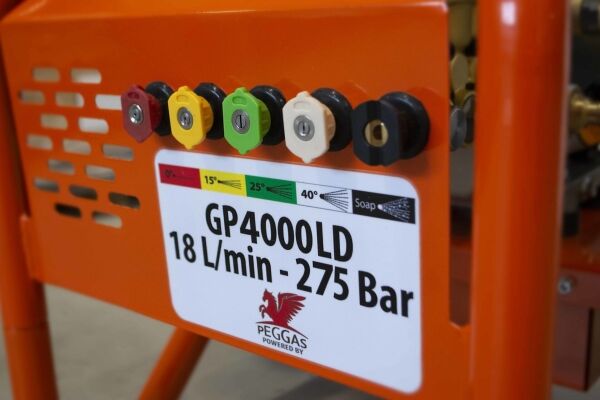 0° 15° 25° 40° Soap
GP4000LD
18 L/min - 275 Bar
PEGGAS
POWERED BY